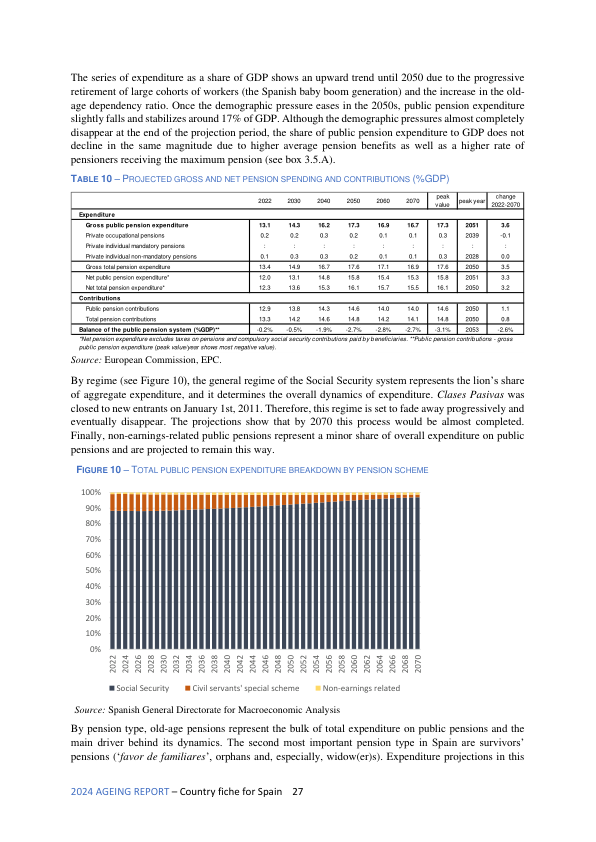 The series of expenditure as a share of GDP shows an upward trend until 2050 due to the progressive
retirement of large cohorts of workers (the Spanish baby boom generation) and the increase in the old-
age dependency ratio. Once the demographic pressure eases in the 2050s, public pension expenditure
slightly falls and stabilizes around 17% of GDP. Although the demographic pressures almost completely
disappear at the end of the projection period, the share of public pension expenditure to GDP does not
decline in the same magnitude due to higher average pension benefits as well as a higher rate of
pensioners receiving the maximum pension (see box 3.5.A).
TABLE 10 – PROJECTED GROSS AND NET PENSION SPENDING AND CONTRIBUTIONS (%GDP)
2022 2030 2040 2050 2060 2070 peak value peak year change 2022-2070
Expenditure
Gross public pension expenditure 13.1 14.3 16.2 17.3 16.9 16.7 17.3 2051 3.6
Private occupational pensions 0.2 0.2 0.3 0.2 0.1 0.1 0.3 2039 -0.1
Private individual mandatory pensions : : : : : : : : :
Private individual non-mandatory pensions 0.1 0.3 0.3 0.2 0.1 0.1 0.3 2028 0.0
Gross total pension expenditure 13.4 14.9 16.7 17.6 17.1 16.9 17.6 2050 3.5
Net public pension expenditure* 12.0 13.1 14.8 15.8 15.4 15.3 15.8 2051 3.3
Net total pension expenditure* 12.3 13.6 15.3 16.1 15.7 15.5 16.1 2050 3.2
Contributions
Public pension contributions 12.9 13.8 14.3 14.6 14.0 14.0 14.6 2050 1.1
Total pension contributions 13.3 14.2 14.6 14.8 14.2 14.1 14.8 2050 0.8
Balance of the public pension system (%GDP)** -0.2% -0.5% -1.9% -2.7% -2.8% -2.7% -3.1% 2053 -2.6%
*Net pension expenditure excludes taxes on pensions and compulsory social security contributions paid by beneficiaries. **Public pension contributions - gross
public pension expenditure (peak value/year shows most negative value).
Source: European Commission, EPC.
By regime (see Figure 10), the general regime of the Social Security system represents the lion's share
of aggregate expenditure, and it determines the overall dynamics of expenditure. Clases Pasivas was
closed to new entrants on January 1st, 2011. Therefore, this regime is set to fade away progressively and
eventually disappear. The projections show that by 2070 this process would be almost completed.
Finally, non-earnings-related public pensions represent a minor share of overall expenditure on public
pensions and are projected to remain this way.
FIGURE 10 – TOTAL PUBLIC PENSION EXPENDITURE BREAKDOWN BY PENSION SCHEME
100%
90%
80%
70%
60%
50%
40%
30%
20%
10%
0%
2022 2024 2026 2028 2030 2032 2034 2036 2038 2040 2042 2044 2046 2048 2050 2052 2054 2056 2058 2060 2062 2064 2066 2068 2070
Social Security Civil servants' special scheme Non-earnings related
Source: Spanish General Directorate for Macroeconomic Analysis
By pension type, old-age pensions represent the bulk of total expenditure on public pensions and the
main driver behind its dynamics. The second most important pension type in Spain are survivors'
pensions ('favor de familiares', orphans and, especially, widow(er)s). Expenditure projections in this
2024 AGEING REPORT – Country fiche for Spain 27